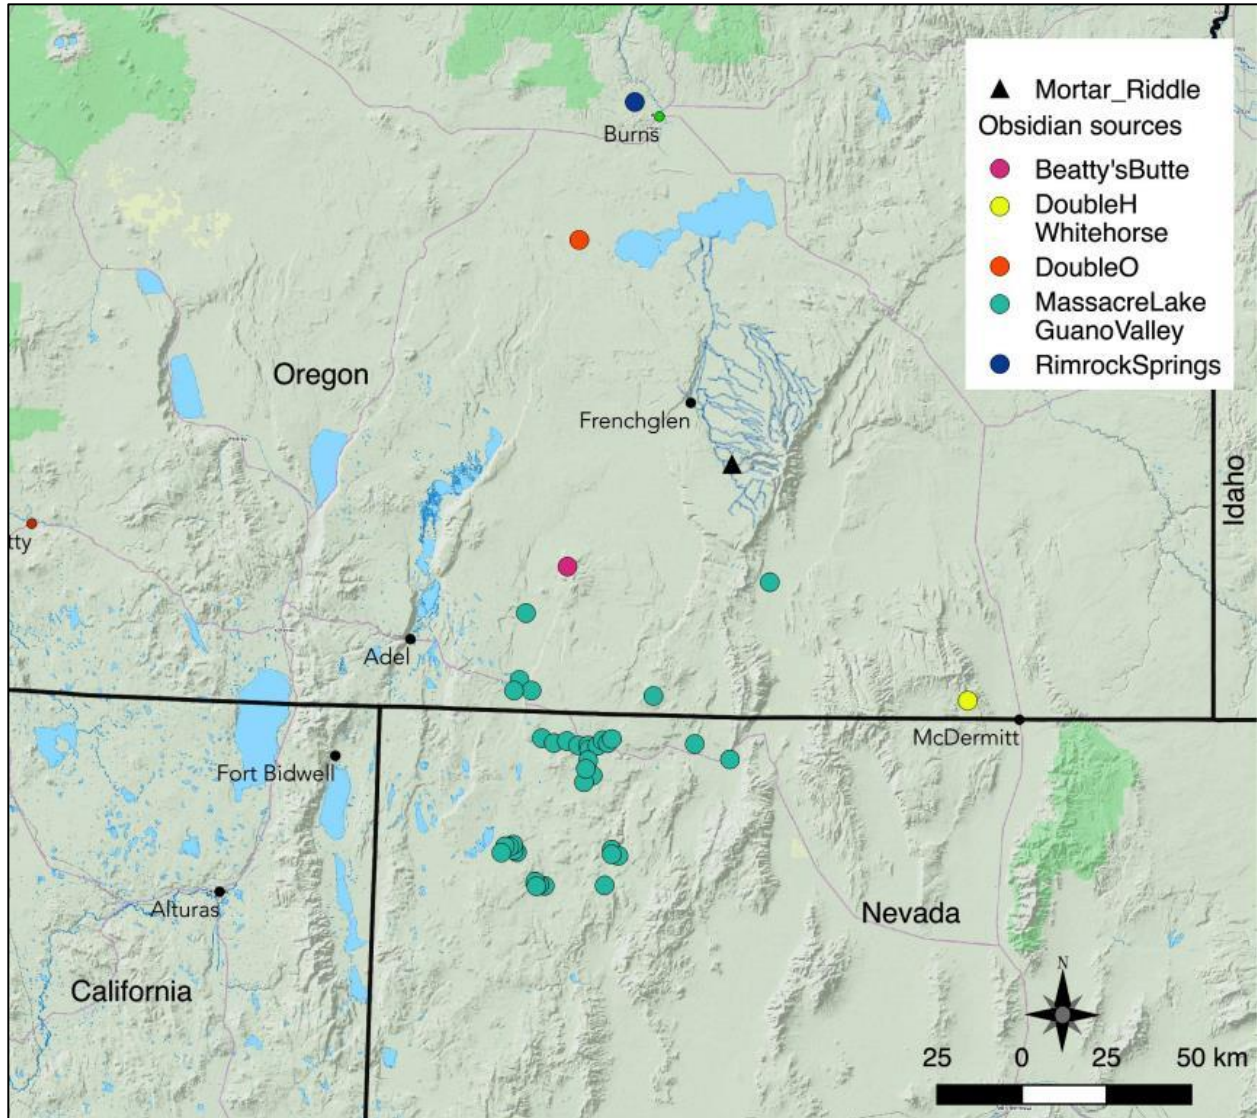 Mortar_Riddle
Obsidian sources
Beatty'sButte
DoubleH
Whitehorse
DoubleO
MassacreLake
GuanoValley
RimrockSprings
Burns
Oregon
Frenchglen
Idaho
tty
Adel
McDermitt
Fort Bidwell
Alturas
Nevada
California
N
25 0 25 50 km